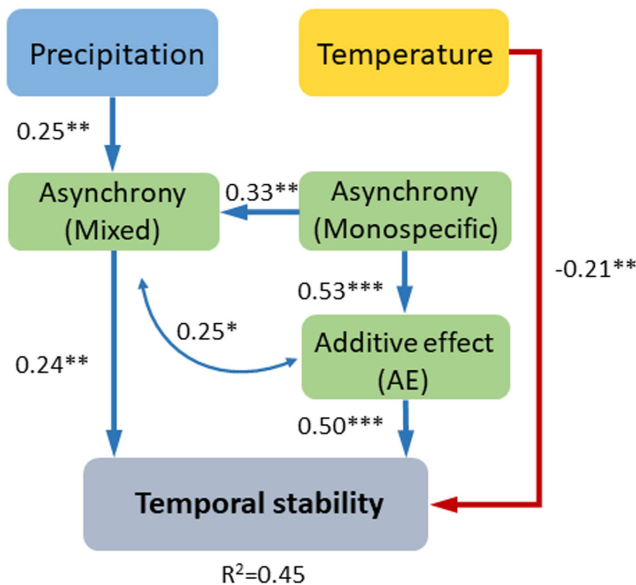 Precipitation
Temperature
0.25**
Asynchrony
(Mixed)
0.33**
Asynchrony
(Monospecific)
-0.21**
0.53***
0.25*
Additive effect
(AE)
0.24**
0.50***
Temporal stability
R²=0.45